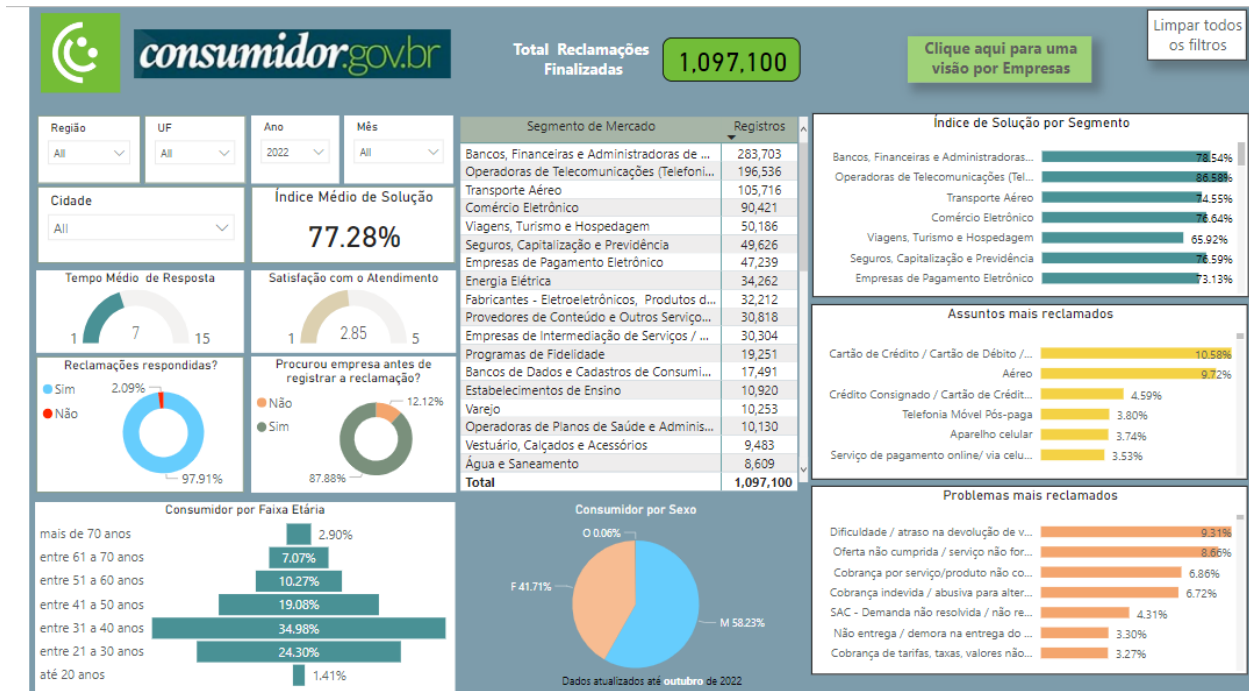 consumidor.gov.br
Total Reclamações
Finalizadas
1,097,100
Clique aqui para uma
visão por Empresas
Limpar todos
os filtros
Região
All
UF
All
Ano
2022
Mês
All
Cidade
All
Índice Médio de Solução
77.28%
Tempo Médio de Resposta
1
7
15
Satisfação com o Atendimento
1
2.85
5
Reclamações respondidas?
Sim
Não
2.09%
97.91%
Procurou empresa antes de
registrar a reclamação?
Não
Sim
12.12%
87.88%
Segmento de Mercado Registros
Bancos, Financeiras e Administradoras de ... 283,703
Operadoras de Telecomunicações (Telefoni... 196,536
Transporte Aéreo 105,716
Comércio Eletrônico 90,421
Viagens, Turismo e Hospedagem 50,186
Seguros, Capitalização e Previdência 49,626
Empresas de Pagamento Eletrônico 47,239
Energia Elétrica 34,262
Fabricantes - Eletroeletrônicos, Produtos d... 32,212
Provedores de Conteúdo e Outros Serviço... 30,818
Empresas de Intermediação de Serviços / ... 30,304
Programas de Fidelidade 19,251
Bancos de Dados e Cadastros de Consumi... 17,491
Estabelecimentos de Ensino 10,920
Varejo 10,253
Operadoras de Planos de Saúde e Adminis... 10,130
Vestuário, Calçados e Acessórios 9,483
Água e Saneamento 8,609
Total 1,097,100
Índice de Solução por Segmento
Bancos, Financeiras e Administradoras... 78.54%
Operadoras de Telecomunicações (Tel... 86.58%
Transporte Aéreo 74.55%
Comércio Eletrônico 76.64%
Viagens, Turismo e Hospedagem 65.92%
Seguros, Capitalização e Previdência 76.59%
Empresas de Pagamento Eletrônico 73.13%
Assuntos mais reclamados
Cartão de Crédito / Cartão de Débito /... 10.58%
Aéreo 9.72%
Crédito Consignado / Cartão de Crédit... 4.59%
Telefonia Móvel Pós-paga 3.80%
Aparelho celular 3.74%
Serviço de pagamento online/ via celu... 3.53%
Problemas mais reclamados
Dificuldade / atraso na devolução de v... 9.31%
Oferta não cumprida / serviço não for... 8.66%
Cobrança por serviço/produto não co... 6.86%
Cobrança indevida / abusiva para alter... 6.72%
SAC - Demanda não resolvida / não re... 4.31%
Não entrega / demora na entrega do ... 3.30%
Cobrança de tarifas, taxas, valores não... 3.27%
Consumidor por Faixa Etária
mais de 70 anos 2.90%
entre 61 a 70 anos 7.07%
entre 51 a 60 anos 10.27%
entre 41 a 50 anos 19.08%
entre 31 a 40 anos 34.98%
entre 21 a 30 anos 24.30%
até 20 anos 1.41%
Consumidor por Sexo
O 0.06%
F 41.71%
M 58.23%
Dados atualizados até outubro de 2022